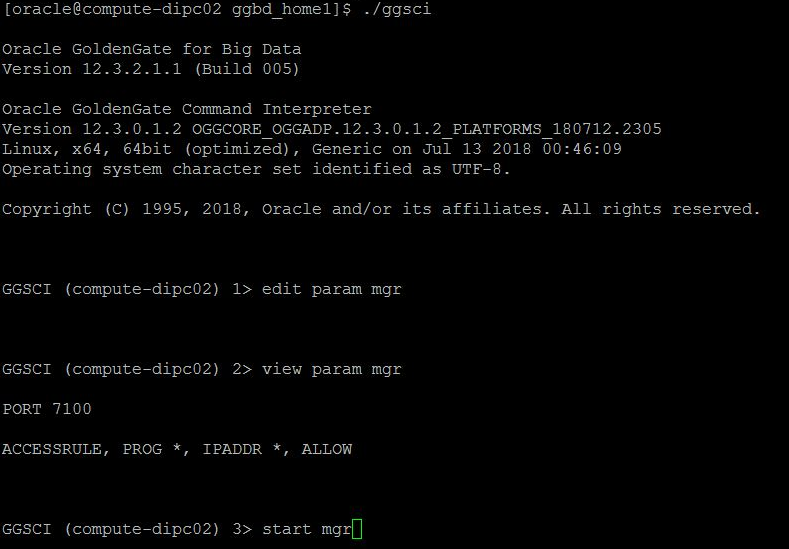 [oracle@compute-dipc02 ggbd_home1]$ ./ggsci
Oracle GoldenGate for Big Data
Version 12.3.2.1.1 (Build 005)
Oracle GoldenGate Command Interpreter
Version 12.3.0.1.2 OGGCORE_OGGADP.12.3.0.1.2_PLATFORMS_180712.2305
Linux, x64, 64bit (optimized), Generic on Jul 13 2018 00:46:09
Operating system character set identified as UTF-8.
Copyright (C) 1995, 2018, Oracle and/or its affiliates. All rights reserved.
GGSCI (compute-dipc02) 1> edit param mgr
GGSCI (compute-dipc02) 2> view param mgr
PORT 7100
ACCESSRULE, PROG *, IPADDR *, ALLOW
GGSCI (compute-dipc02) 3> start mgr